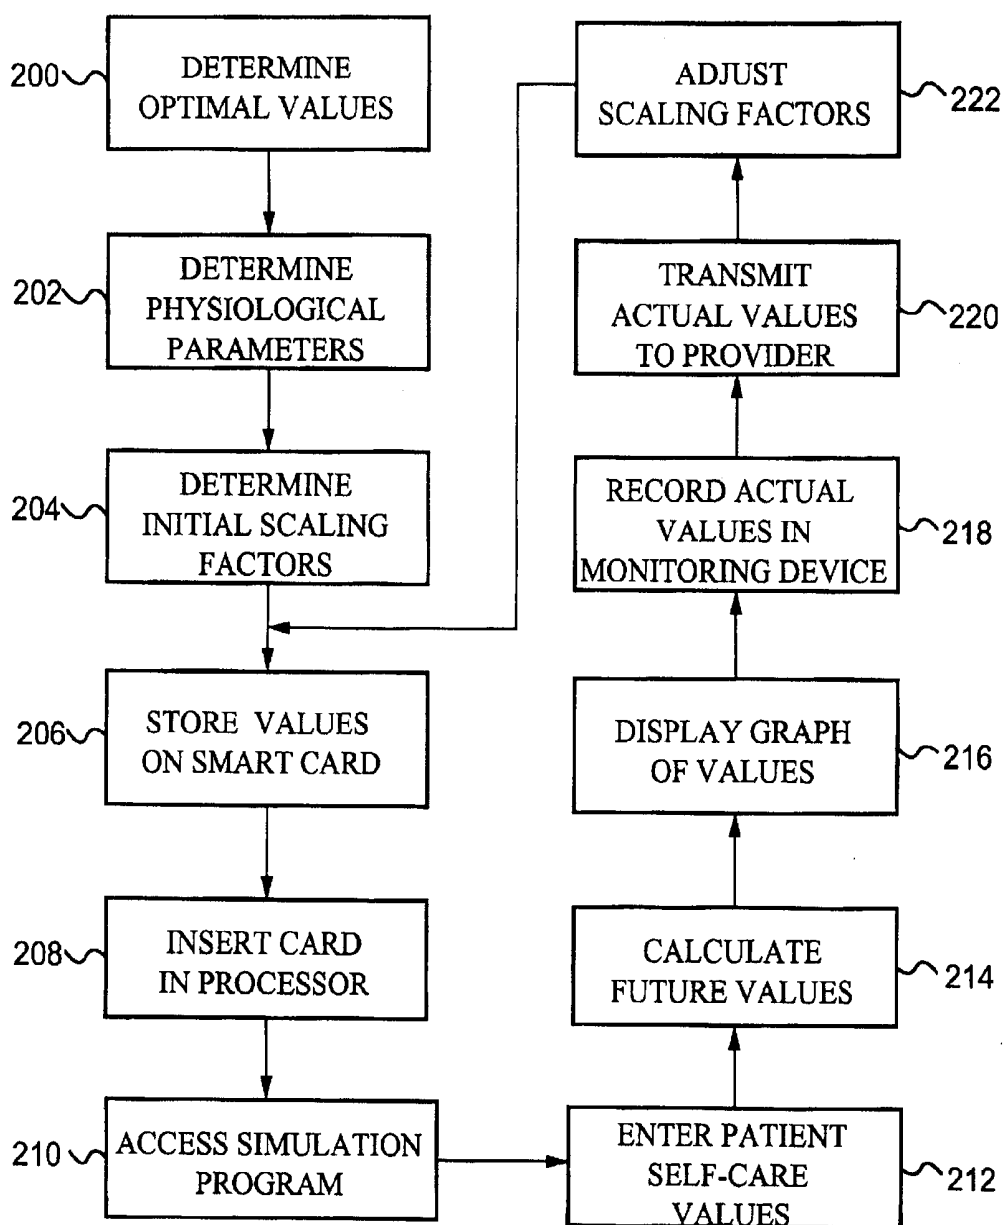 200
DETERMINE
OPTIMAL VALUES
202
DETERMINE
PHYSIOLOGICAL
PARAMETERS
204
DETERMINE
INITIAL SCALING
FACTORS
206
STORE VALUES
ON SMART CARD
208
INSERT CARD
IN PROCESSOR
210
ACCESS SIMULATION
PROGRAM
ENTER PATIENT
SELF-CARE
VALUES
212
CALCULATE
FUTURE VALUES
214
DISPLAY GRAPH
OF VALUES
216
RECORD ACTUAL
VALUES IN
MONITORING DEVICE
218
TRANSMIT
ACTUAL VALUES
TO PROVIDER
220
ADJUST
SCALING FACTORS
222